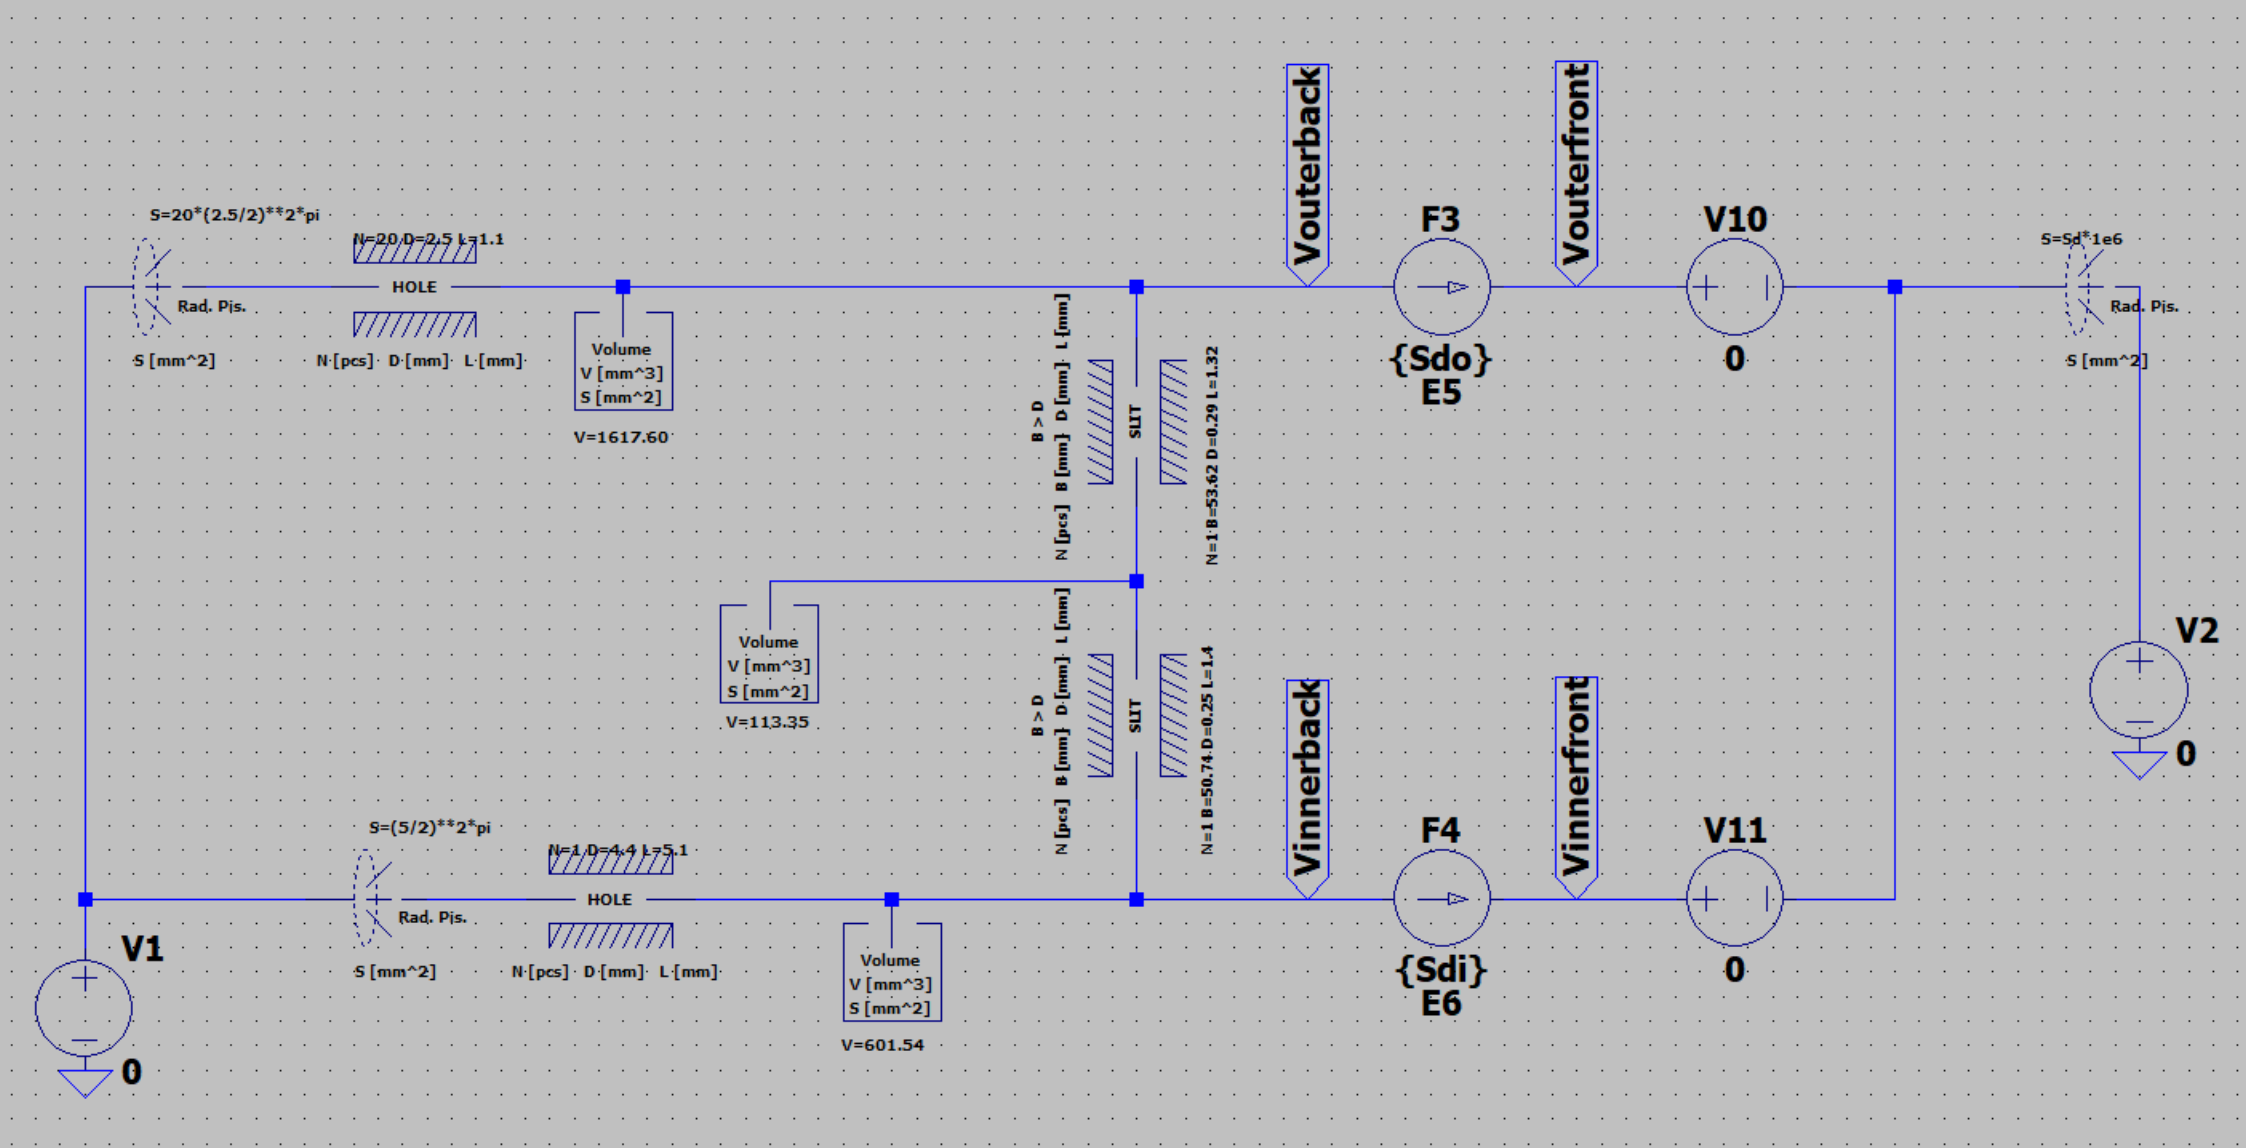 Vouterback
Vouterfront
S=20*(2.5/2)**2*pi
N=20 D=2.5 L=1.1
HOLE
Rad. Pis.
S [mm^2]
N [pcs] D [mm] L [mm]
Volume
V [mm^3]
S [mm^2]
V=1617.60
B > D
N [pcs] B [mm] D [mm] L [mm]
SLIT
N=1 B=53.62 D=0.29 L=1.32
F3
{Sdo}
E5
V10
0
S=Sd*1e6
Rad. Pis.
S [mm^2]
Volume
V [mm^3]
S [mm^2]
V=113.35
B > D
N [pcs] B [mm] D [mm] L [mm]
SLIT
N=1 B=50.74 D=0.25 L=1.4
Vinnerback
Vinnerfront
V2
0
S=(5/2)**2*pi
N=1 D=4.4 L=5.1
HOLE
Rad. Pis.
S [mm^2]
N [pcs] D [mm] L [mm]
Volume
V [mm^3]
S [mm^2]
V=601.54
F4
{Sdi}
E6
V11
0
V1
0